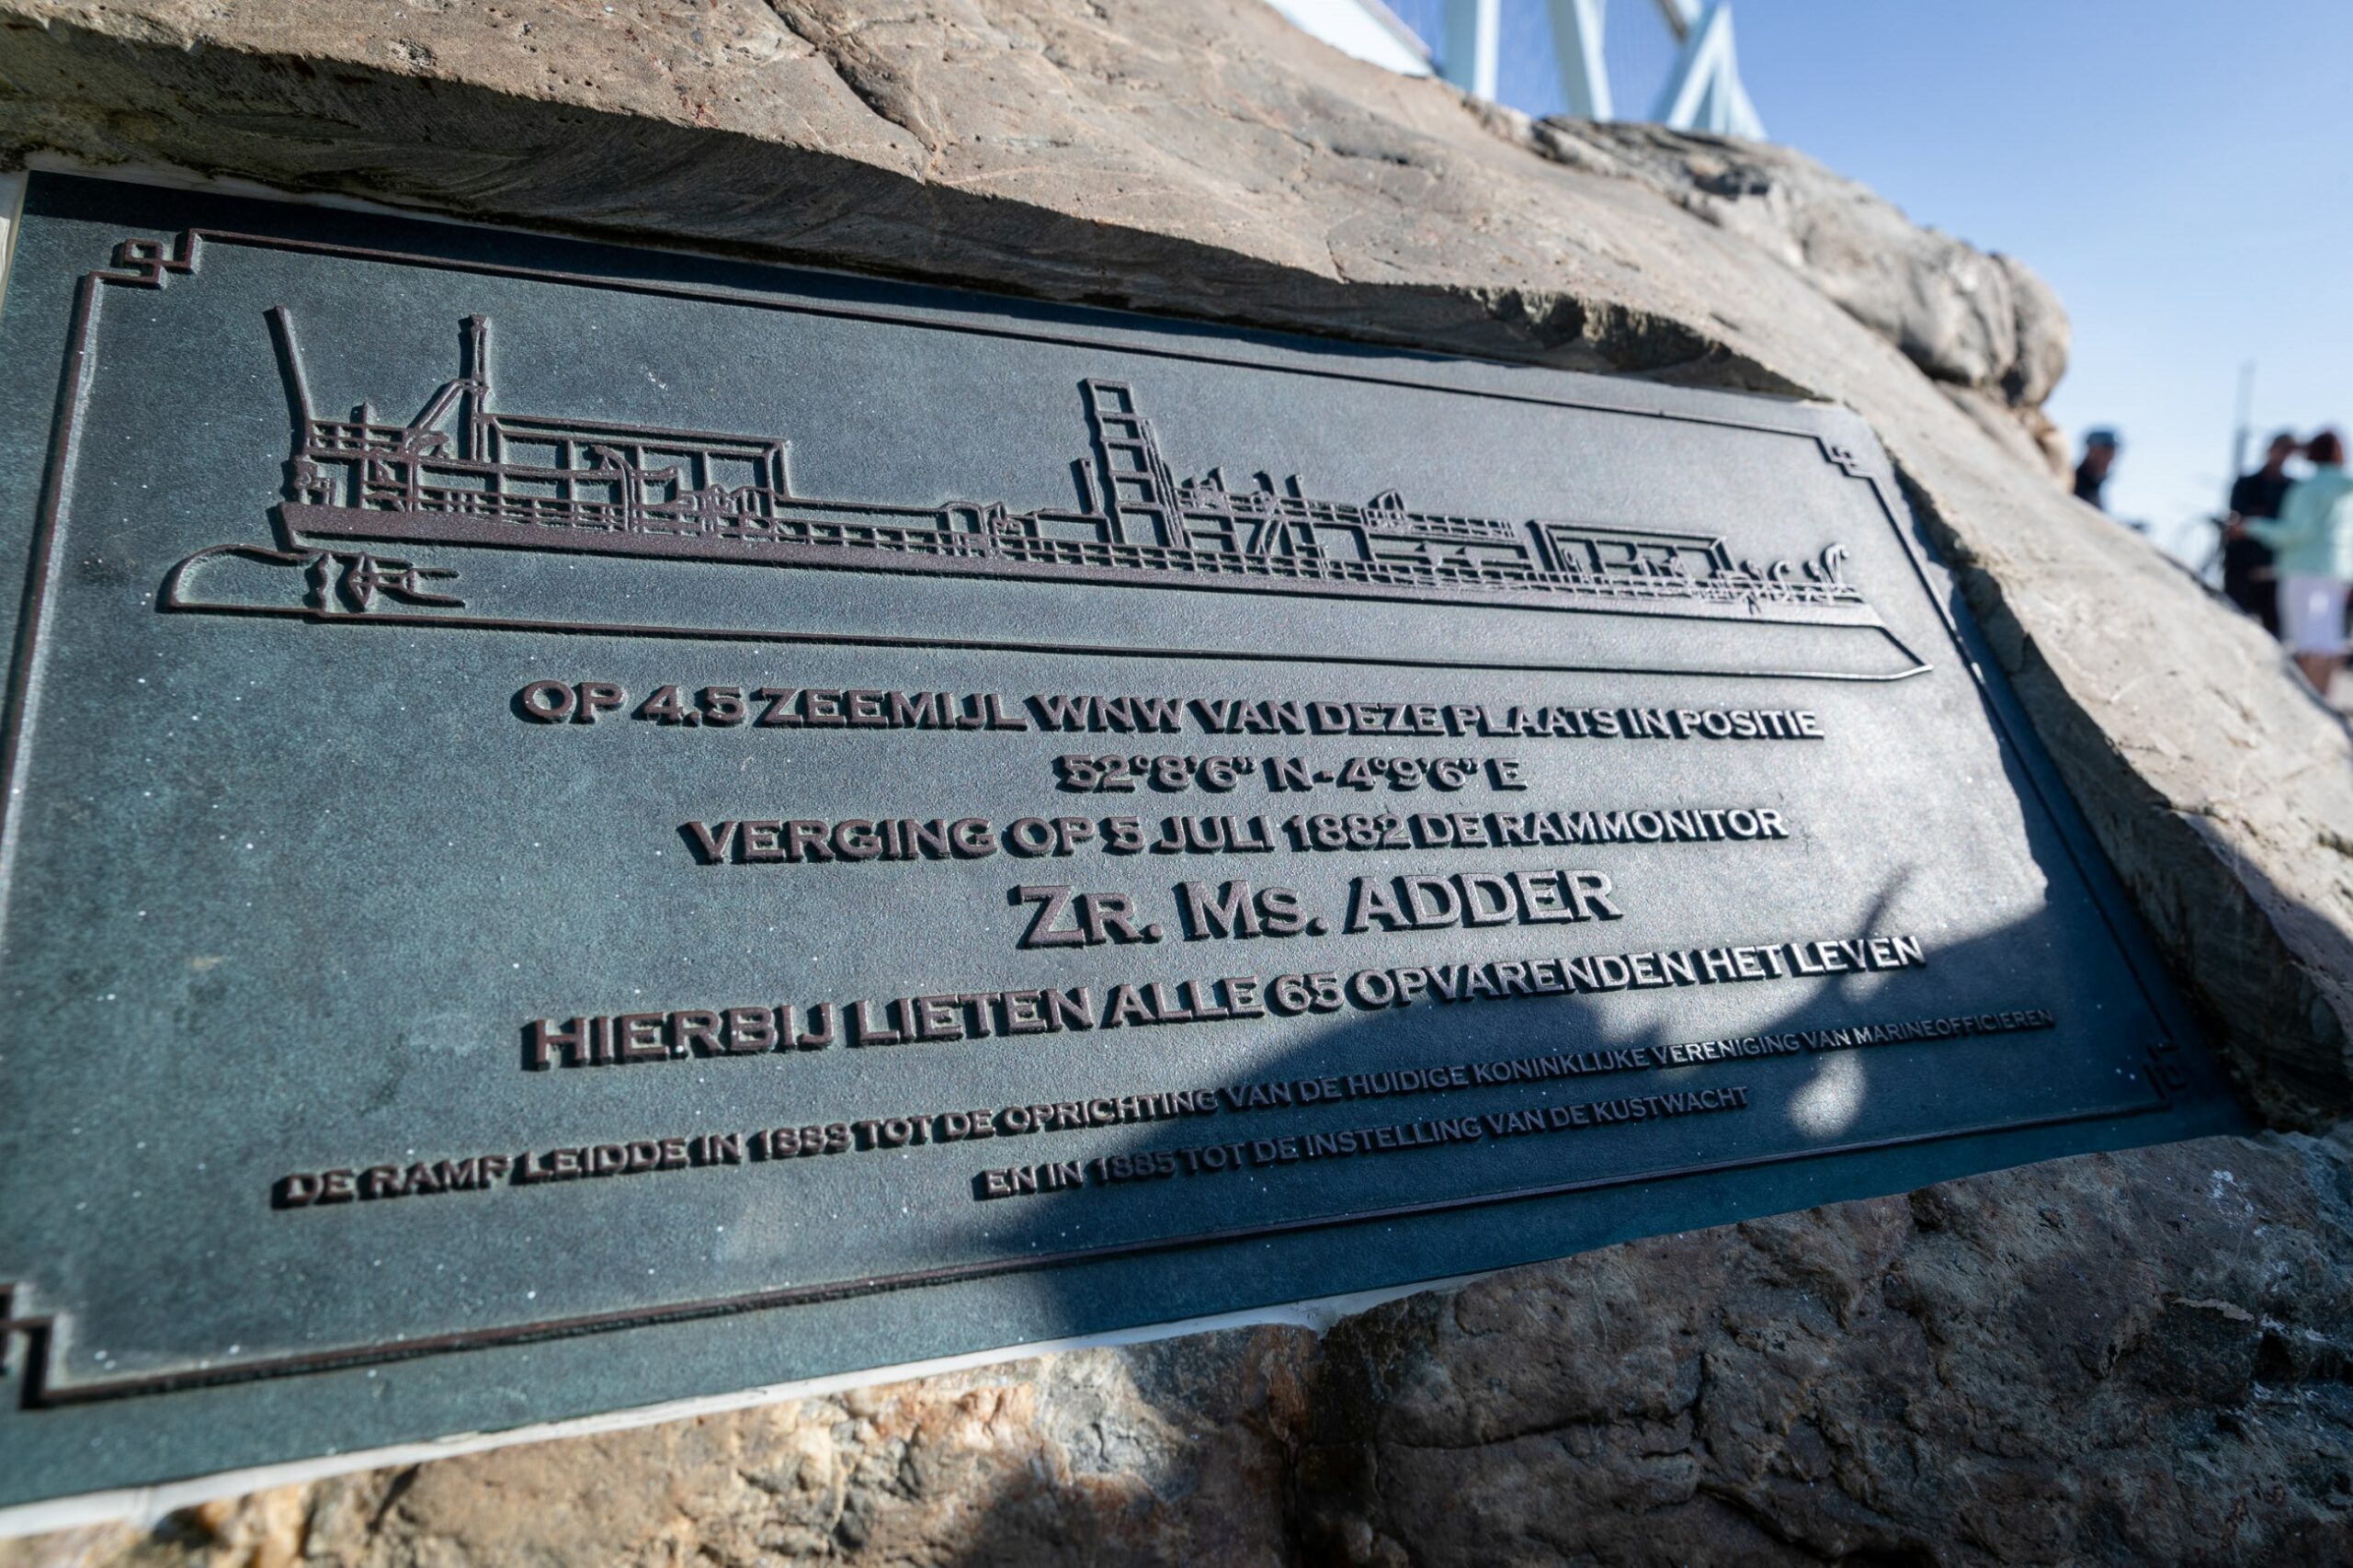 OP 4,5 ZEEMIJL WNW VAN DEZE PLAATS IN POSITIE
52°8'6" N - 4°9'6" E
VERGING OP 5 JULI 1882 DE RAMMONITOR
ZR. MS. ADDER
HIERBIJ LIETEN ALLE 65 OPVARENDEN HET LEVEN
DE RAMP LEIDDE IN 1883 TOT DE OPRICHTING VAN DE HUIDIGE KONINKLIJKE VERENIGING VAN MARINEOFFICIEREN
EN IN 1885 TOT DE INSTELLING VAN DE KUSTWACHT